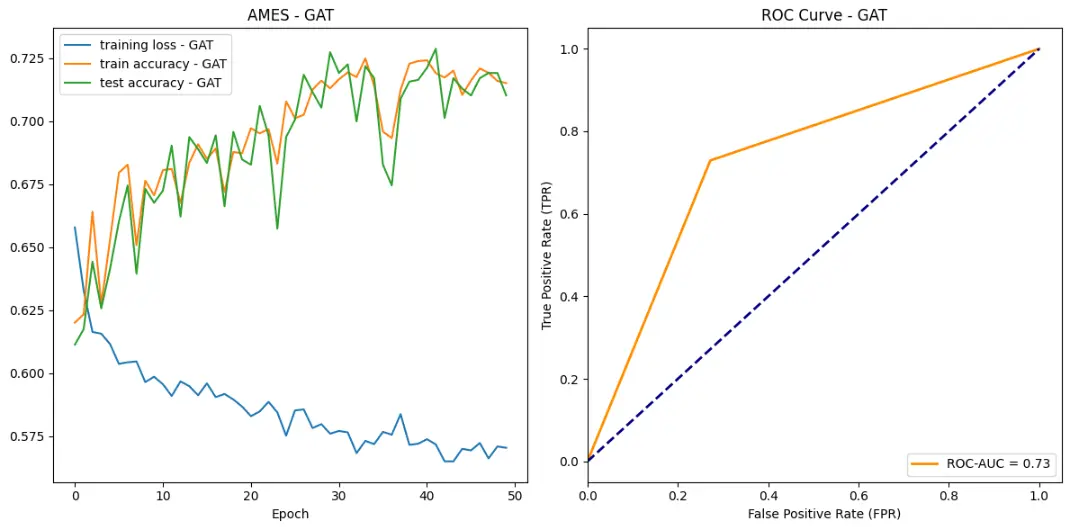 AMES - GAT
training loss - GAT
train accuracy - GAT
test accuracy - GAT
0.725
0.700
0.675
0.650
0.625
0.600
0.575
0 10 20 30 40 50
Epoch
ROC Curve - GAT
True Positive Rate (TPR)
1.0
0.8
0.6
0.4
0.2
0.0
ROC-AUC = 0.73
0.0 0.2 0.4 0.6 0.8 1.0
False Positive Rate (FPR)